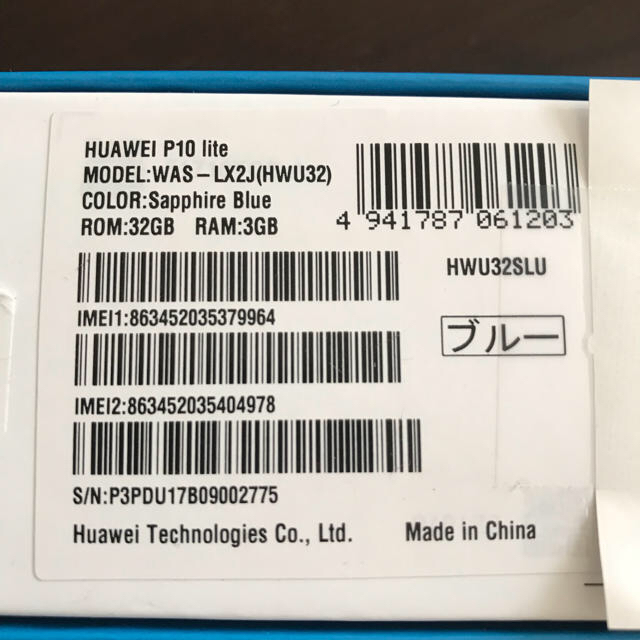 HUAWEI P10 lite
MODEL:WAS-LX2J(HWU32)
COLOR:Sapphire Blue
ROM:32GB RAM:3GB
4 941787 061203
HWU32SLU
ブルー
IMEI1:863452035379964
IMEI2:863452035404978
S/N:P3PDU17B09002775
Huawei Technologies Co., Ltd.
Made in China